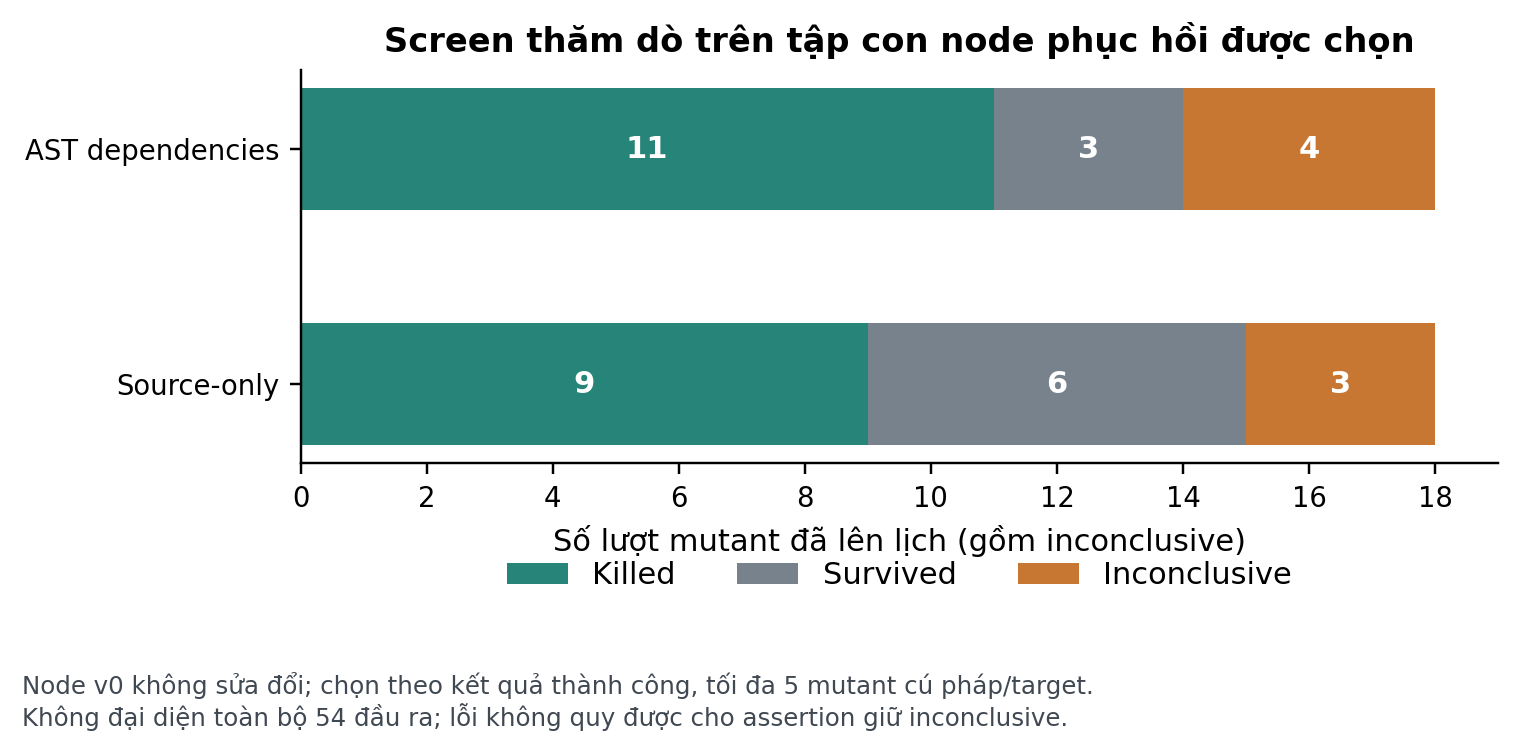 Screen thăm dò trên tập con node phục hồi được chọn
AST dependencies
11
3
4
Source-only
9
6
3
0 2 4 6 8 10 12 14 16 18
Số lượt mutant đã lên lịch (gồm inconclusive)
Killed Survived Inconclusive
Node v0 không sửa đổi; chọn theo kết quả thành công, tối đa 5 mutant cú pháp/target.
Không đại diện toàn bộ 54 đầu ra; lỗi không quy được cho assertion giữ inconclusive.